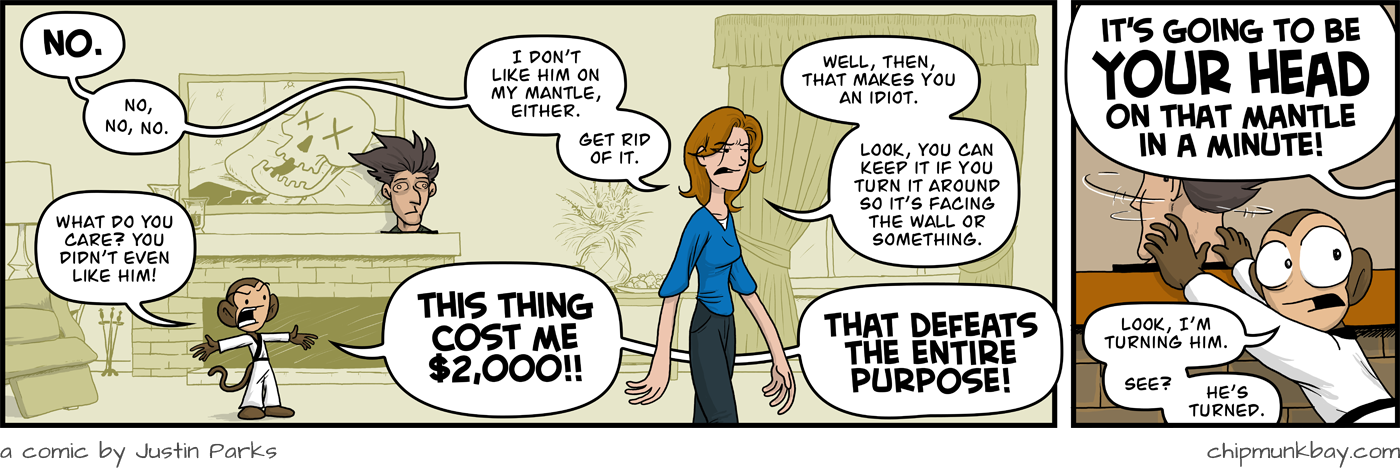 NO.
NO,
NO, NO.
WHAT DO YOU
CARE? YOU
DIDN'T EVEN
LIKE HIM!
I DON'T
LIKE HIM ON
MY MANTLE,
EITHER.
GET RID
OF IT.
THIS THING
COST ME
$2,000!!
WELL, THEN,
THAT MAKES YOU
AN IDIOT.
LOOK, YOU CAN
KEEP IT IF YOU
TURN IT AROUND
SO IT'S FACING
THE WALL OR
SOMETHING.
THAT DEFEATS
THE ENTIRE
PURPOSE!
IT'S GOING TO BE
YOUR HEAD
ON THAT MANTLE
IN A MINUTE!
LOOK, I'M
TURNING HIM.
SEE?
HE'S
TURNED.
a comic by Justin Parks
chipmunkbay.com